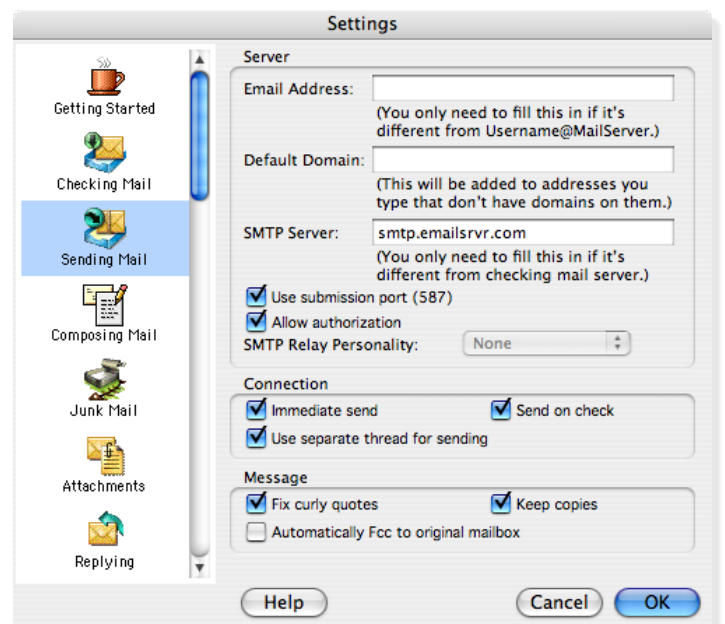 Settings
Getting Started
Checking Mail
Sending Mail
Composing Mail
Junk Mail
Attachments
Replying
Server
Email Address:
(You only need to fill this in if it's
different from Username@MailServer.)
Default Domain:
(This will be added to addresses you
type that don't have domains on them.)
SMTP Server: smtp.emailsrvr.com
(You only need to fill this in if it's
different from checking mail server.)
Use submission port (587)
Allow authorization
SMTP Relay Personality: None
Connection
Immediate send Send on check
Use separate thread for sending
Message
Fix curly quotes Keep copies
Automatically Fcc to original mailbox
Help Cancel OK